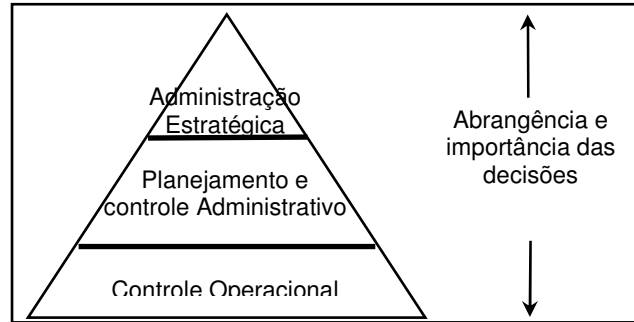 Administração
Estratégica
Planejamento e
controle Administrativo
Controle Operacional
Abrangência e
importância das
decisões